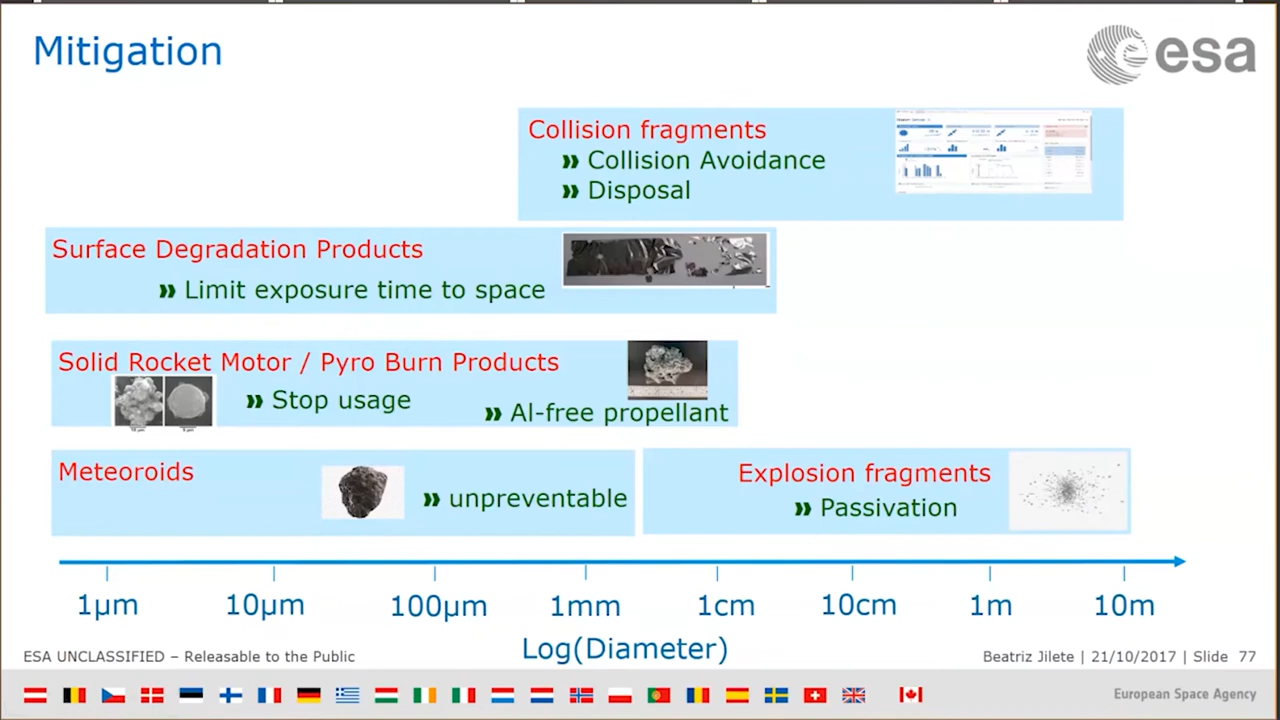 Mitigation
esa
Collision fragments
» Collision Avoidance
» Disposal
Surface Degradation Products
» Limit exposure time to space
Solid Rocket Motor / Pyro Burn Products
» Stop usage
» Al-free propellant
Meteoroids
» unpreventable
Explosion fragments
» Passivation
1µm 10µm 100µm 1mm 1cm 10cm 1m 10m
Log(Diameter)
ESA UNCLASSIFIED – Releasable to the Public
Beatriz Jilete | 21/10/2017 | Slide 77
European Space Agency